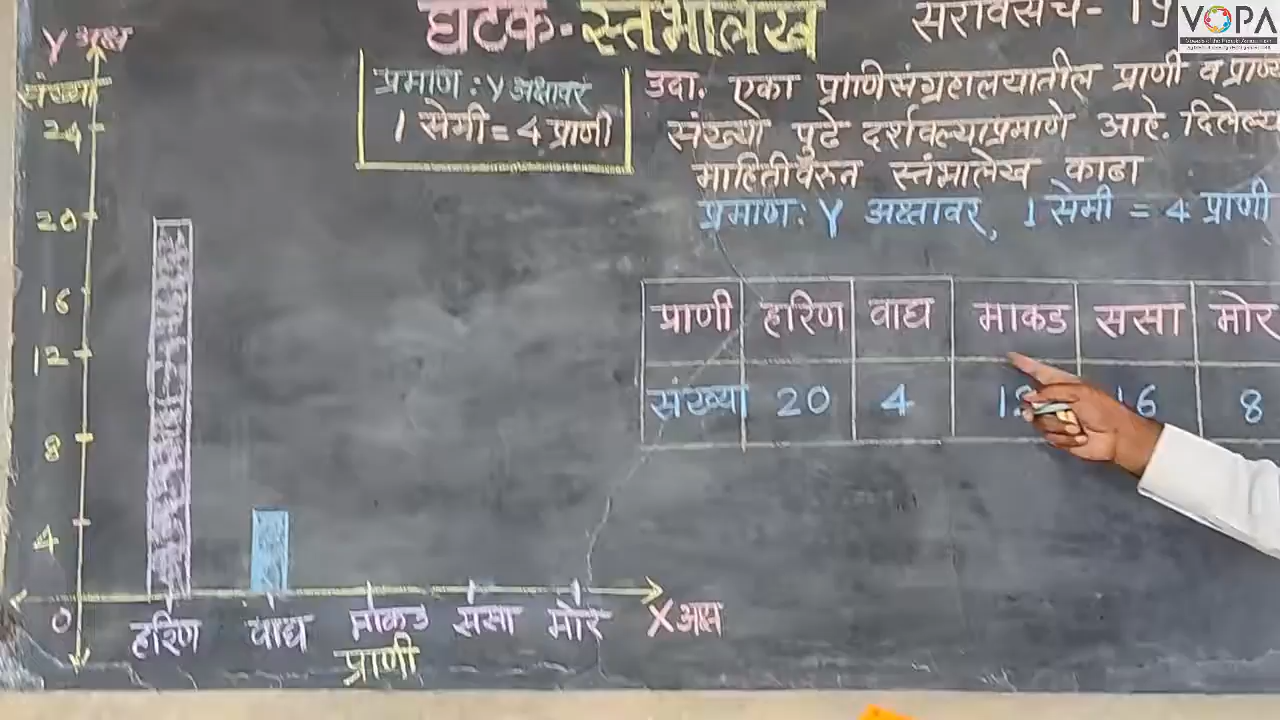 घटक-स्तंभालेख
सरावसंच- 19
Y अक्ष
संख्या
24
20
16
12
8
4
0
प्रमाण : Y अक्षावर
1 सेमी = 4 प्राणी
उदा. एका प्राणीसंग्रहालयातील प्राणी व
संख्या पुढे दर्शवल्याप्रमाणे आहे.
माहितीवरुन स्तंभालेख काढा
प्रमाण: Y अक्षावर, 1 सेमी = 4 प्राणी
प्राणी हरिण वाघ माकड ससा मोर
संख्या 20 4 16 8
हरिण वाघ माकड ससा मोर X अक्ष
प्राणी
VOPA